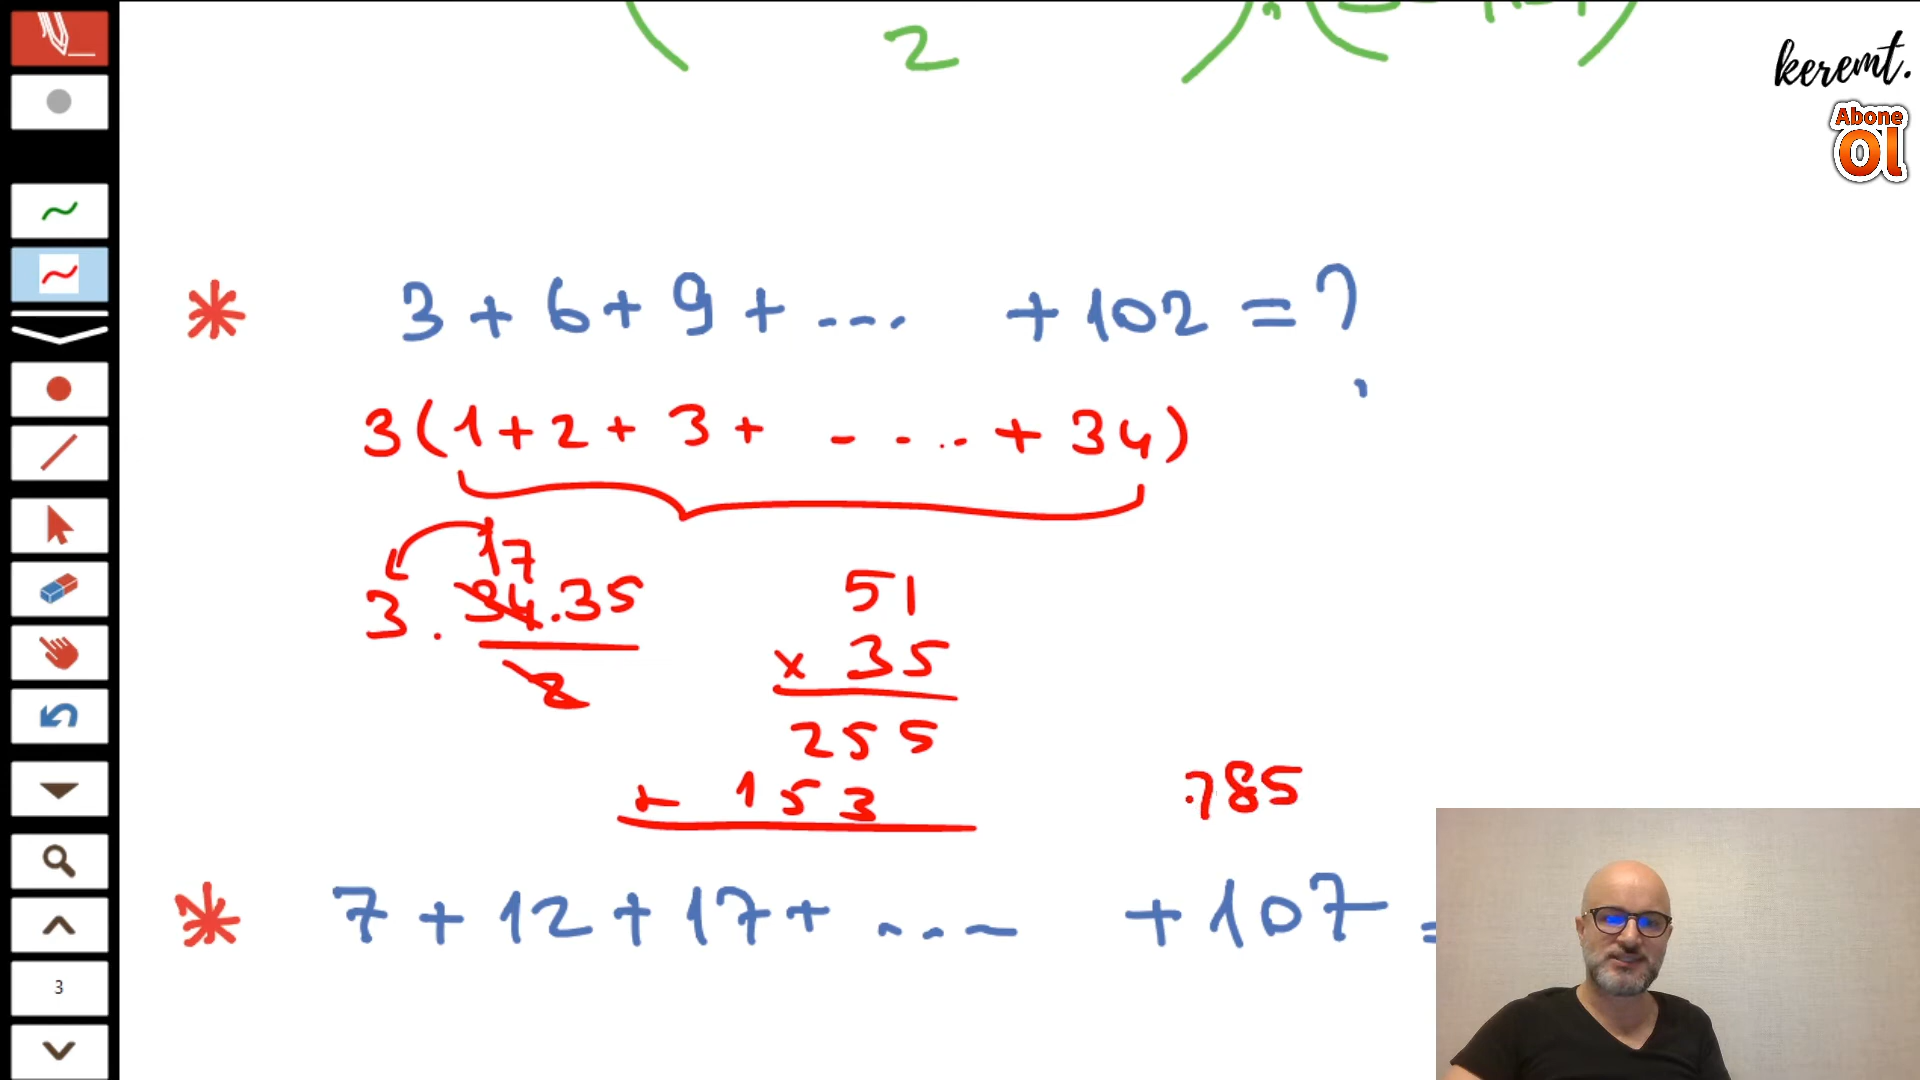 2
keremt.
Abone
Ol
* 3 + 6 + 9 + ... + 102 = ?
3 ( 1 + 2 + 3 + - - ... + 34 )
17
3 . 34 . 35
2
51
x 35
255
+ 153
785
* 7 + 12 + 17 + ... + 107 =
3